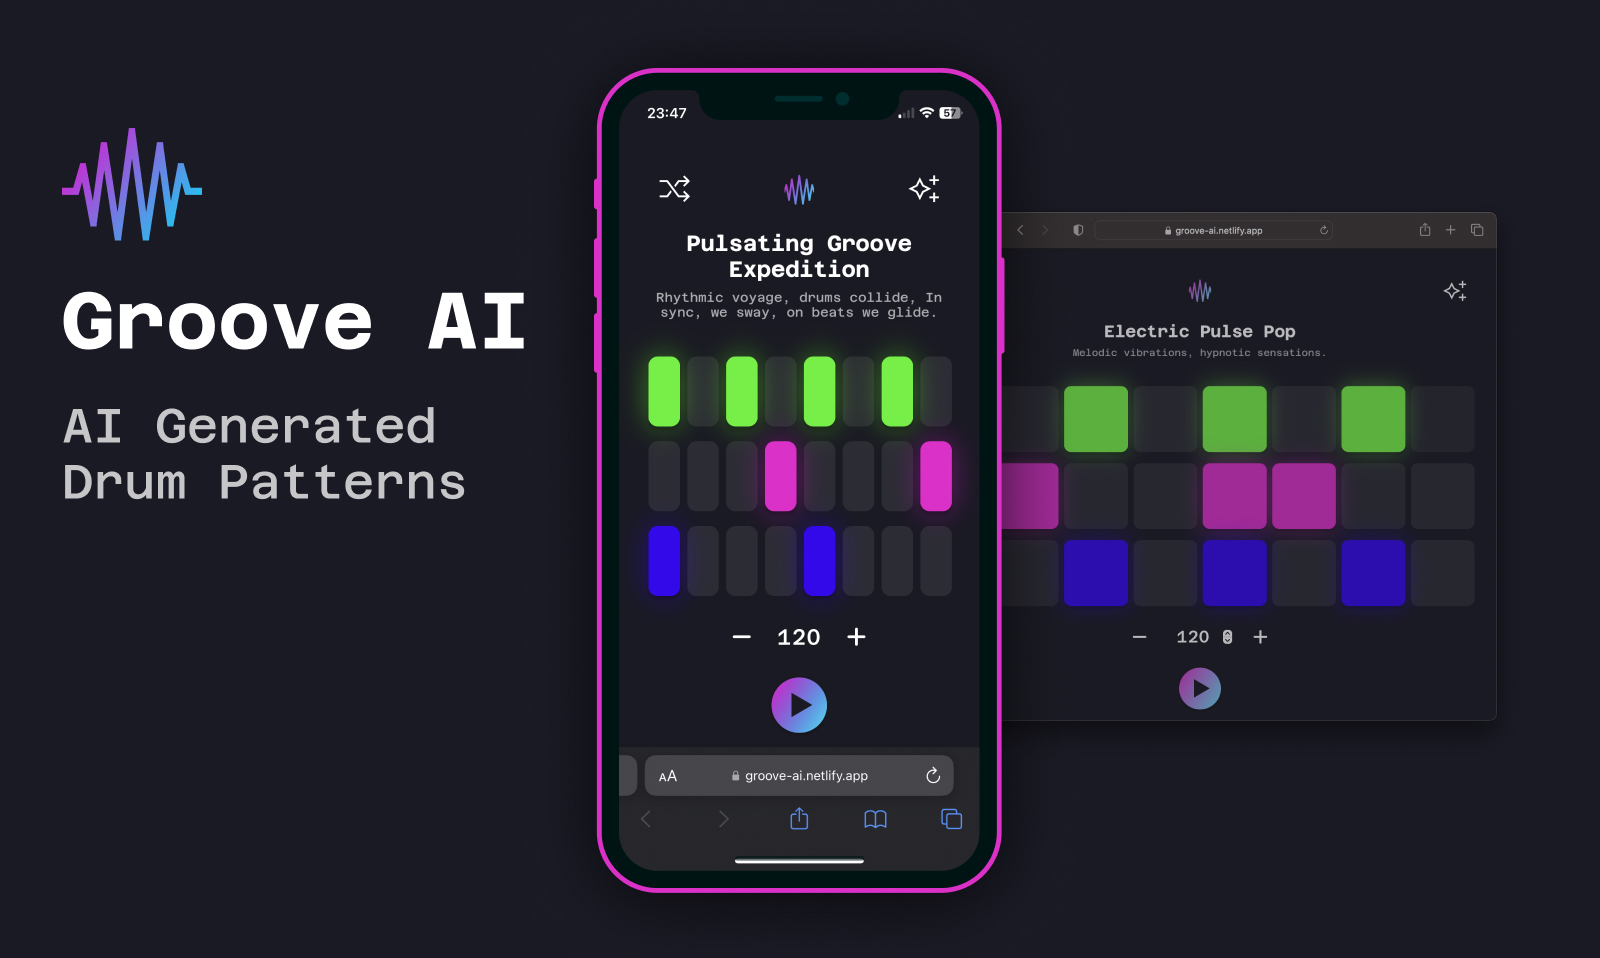 Groove AI
AI Generated
Drum Patterns
23:47
57
Pulsating Groove
Expedition
Rhythmic voyage, drums collide, In
sync, we sway, on beats we glide.
120
AA
groove-ai.netlify.app
groove-ai.netlify.app
Electric Pulse Pop
Melodic vibrations, hypnotic sensations.
120